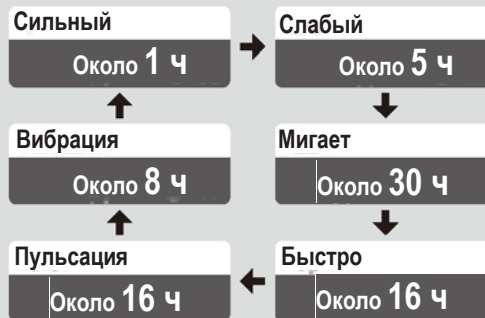 Сильный
Около 1 ч
Слабый
Около 5 ч
Вибрация
Около 8 ч
Мигает
Около 30 ч
Пульсация
Около 16 ч
Быстро
Около 16 ч